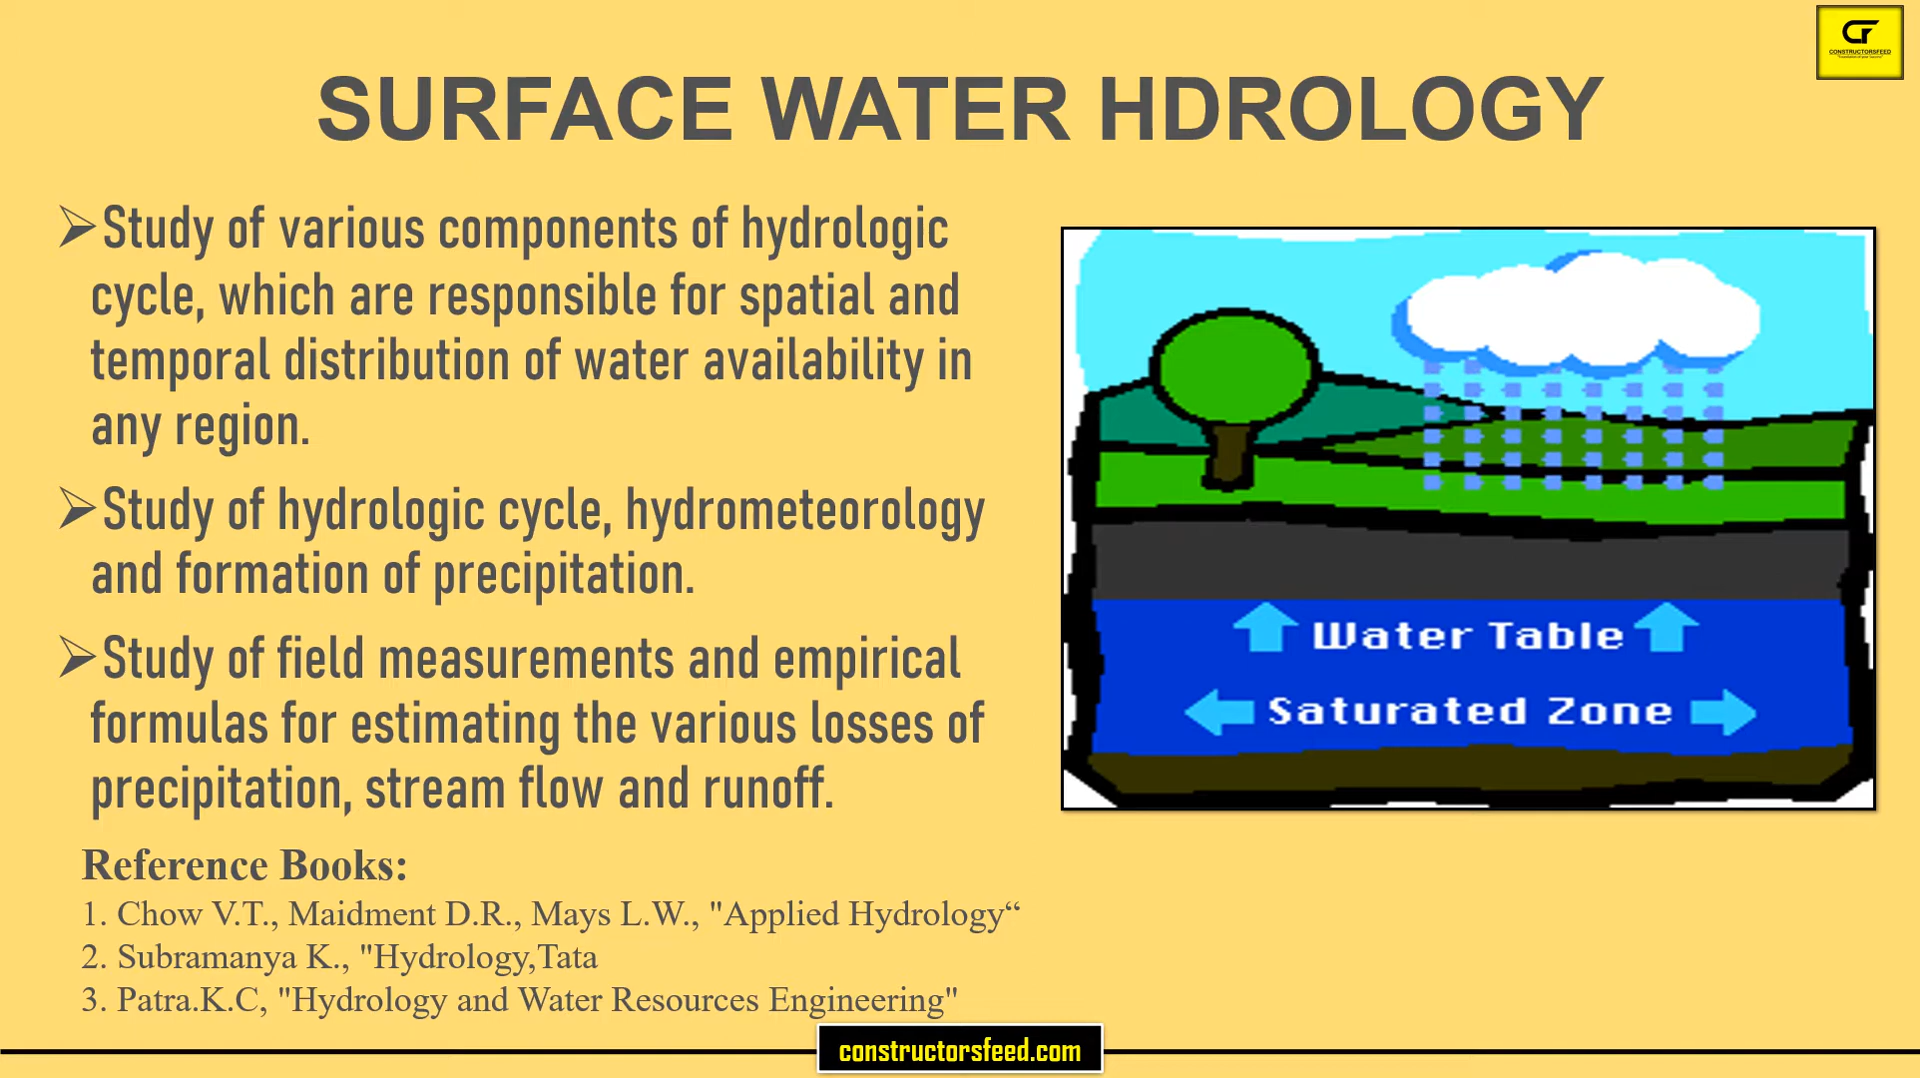 CF
CONSTRUCTORSFEED
SURFACE WATER HDROLOGY
➢Study of various components of hydrologic
cycle, which are responsible for spatial and
temporal distribution of water availability in
any region.
➢Study of hydrologic cycle, hydrometeorology
and formation of precipitation.
➢Study of field measurements and empirical
formulas for estimating the various losses of
precipitation, stream flow and runoff.
Water Table
Saturated Zone
Reference Books:
1. Chow V.T., Maidment D.R., Mays L.W., "Applied Hydrology“
2. Subramanya K., "Hydrology,Tata
3. Patra.K.C, "Hydrology and Water Resources Engineering"
constructorsfeed.com